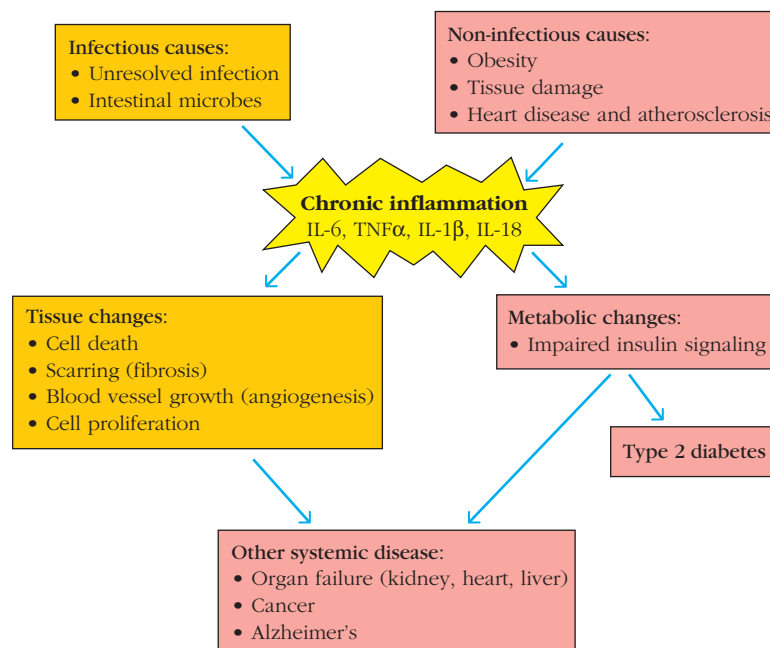 Infectious causes:
• Unresolved infection
• Intestinal microbes
Non-infectious causes:
• Obesity
• Tissue damage
• Heart disease and atherosclerosis
Chronic inflammation
IL-6, TNFα, IL-1β, IL-18
Tissue changes:
• Cell death
• Scarring (fibrosis)
• Blood vessel growth (angiogenesis)
• Cell proliferation
Metabolic changes:
• Impaired insulin signaling
Type 2 diabetes
Other systemic disease:
• Organ failure (kidney, heart, liver)
• Cancer
• Alzheimer's